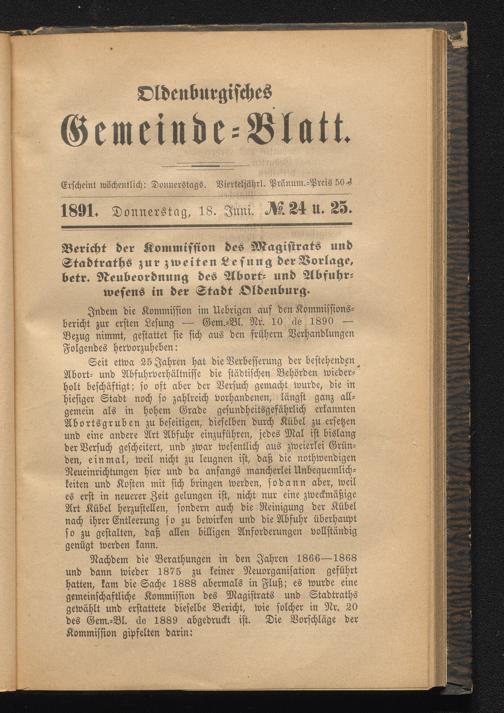 Oldenburgisches
Gemeinde-Blatt.
Erscheint wöchentlich: Donnerstags. Vierteljährl. Pränum.-Preis 50 ₰
1891. Donnerstag, 18. Juni. № 24 u. 25.
Bericht der Kommission des Magistrats und
Stadtraths zur zweiten Lesung der Vorlage,
betr. Neubeordnung des Abort- und Abfuhr-
wesens in der Stadt Oldenburg.
Indem die Kommission im Uebrigen auf den Kommissions-
bericht zur ersten Lesung — Gem.-Bl. Nr. 10 de 1890 —
Bezug nimmt, gestattet sie sich aus den frühern Verhandlungen
Folgendes hervorzuheben:
Seit etwa 25 Jahren hat die Verbesserung der bestehenden
Abort- und Abfuhrverhältnisse die städtischen Behörden wieder-
holt beschäftigt; so oft aber der Versuch gemacht wurde, die in
hiesiger Stadt noch so zahlreich vorhandenen, längst ganz all-
gemein als in hohem Grade gesundheitsgefährlich erkannten
Abortsgruben zu beseitigen, dieselben durch Kübel zu ersetzen
und eine andere Art Abfuhr einzuführen, jedes Mal ist bislang
der Versuch gescheitert, und zwar wesentlich aus zweierlei Grün-
den, einmal, weil nicht zu leugnen ist, daß die nothwendigen
Neueinrichtungen hier und da anfangs mancherlei Unbequemlich-
keiten und Kosten mit sich bringen werden, sodann aber, weil
es erst in neuerer Zeit gelungen ist, nicht nur eine zweckmäßige
Art Kübel herzustellen, sondern auch die Reinigung der Kübel
nach ihrer Entleerung so zu bewirken und die Abfuhr überhaupt
so zu gestalten, daß allen billigen Anforderungen vollständig
genügt werden kann.
Nachdem die Berathungen in den Jahren 1866—1868
und dann wieder 1875 zu keiner Neuorganisation geführt
hatten, kam die Sache 1888 abermals in Fluß; es wurde eine
gemeinschaftliche Kommission des Magistrats und Stadtraths
gewählt und erstattete dieselbe Bericht, wie solcher in Nr. 20
des Gem.-Bl. de 1889 abgedruckt ist. Die Vorschläge der
Kommission gipfelten darin: